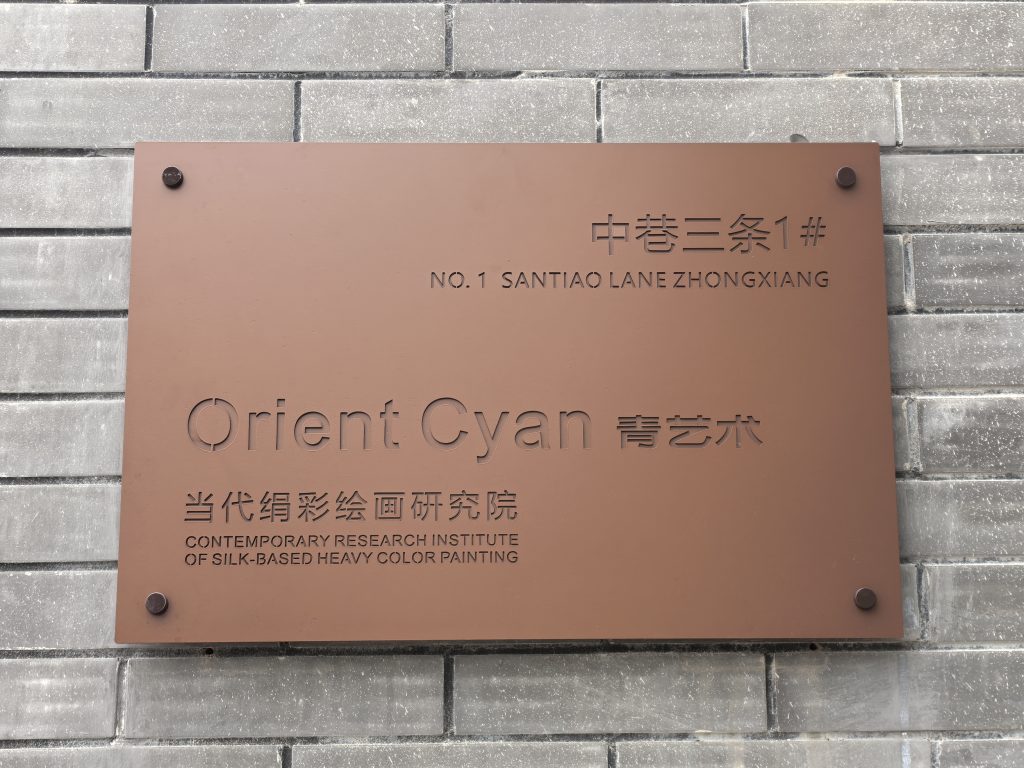 中巷三条1#
NO. 1 SANTIAO LANE ZHONGXIANG
Orient Cyan 青艺术
当代绢彩绘画研究院
CONTEMPORARY RESEARCH INSTITUTE
OF SILK-BASED HEAVY COLOR PAINTING